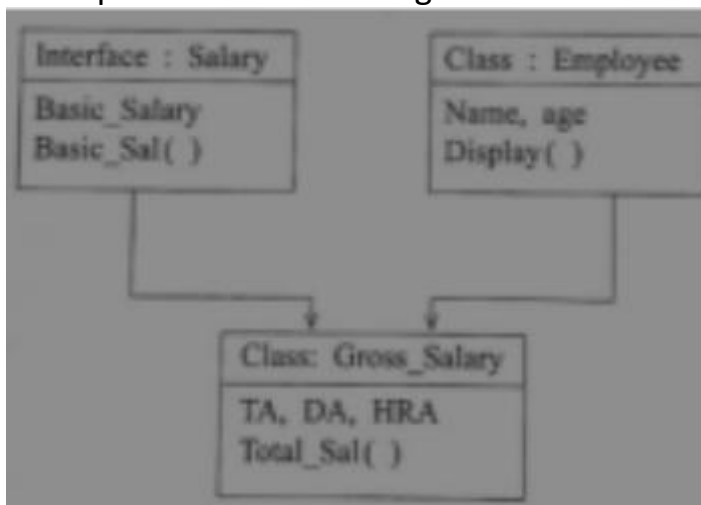 Interface : Salary
Basic_Salary
Basic_Sal( )
Class : Employee
Name, age
Display( )
Class: Gross_Salary
TA, DA, HRA
Total_Sal( )